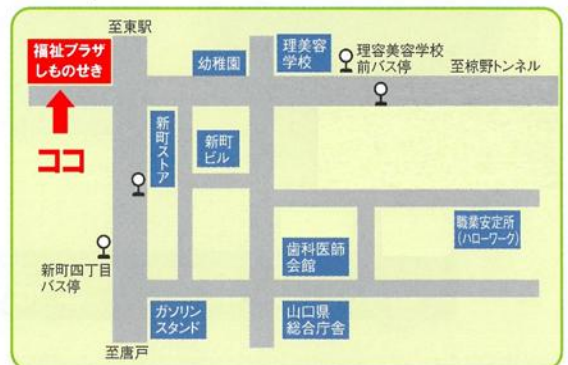 至東駅
福祉プラザ
しものせき
ココ
幼稚園
理美容
学校
理容美容学校
前バス停
至椋野トンネル
新町ストア
新町
ビル
職業安定所
(ハローワーク)
歯科医師
会館
新町四丁目
バス停
ガソリン
スタンド
山口県
総合庁舎
至唐戸